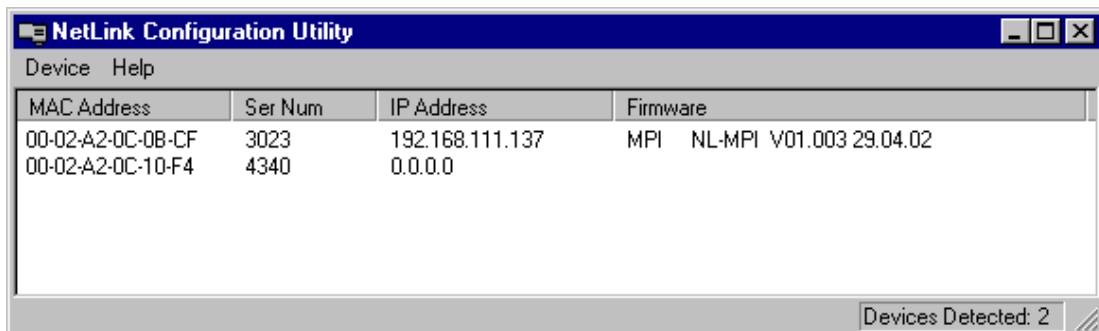 NetLink Configuration Utility
Device Help
MAC Address Ser Num IP Address Firmware
00-02-A2-0C-0B-CF 3023 192.168.111.137 MPI NL-MPI V01.003 29.04.02
00-02-A2-0C-10-F4 4340 0.0.0.0
Devices Detected: 2